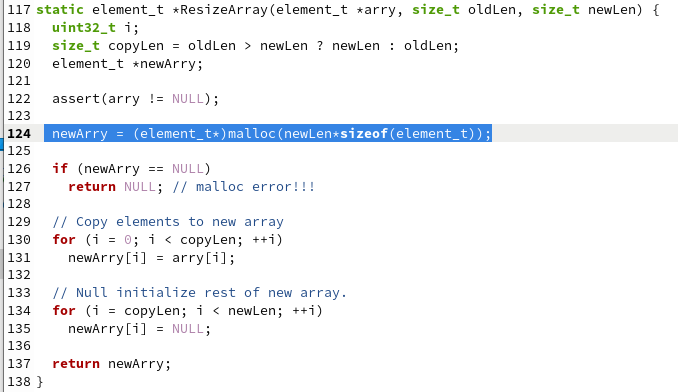 117 static element_t *ResizeArray(element_t *arry, size_t oldLen, size_t newLen) {
118   uint32_t i;
119   size_t copyLen = oldLen > newLen ? newLen : oldLen;
120   element_t *newArry;
121
122   assert(arry != NULL);
123
124   newArry = (element_t*)malloc(newLen*sizeof(element_t));
125
126   if (newArry == NULL)
127     return NULL; // malloc error!!!
128
129   // Copy elements to new array
130   for (i = 0; i < copyLen; ++i)
131     newArry[i] = arry[i];
132
133   // Null initialize rest of new array.
134   for (i = copyLen; i < newLen; ++i)
135     newArry[i] = NULL;
136
137   return newArry;
138 }